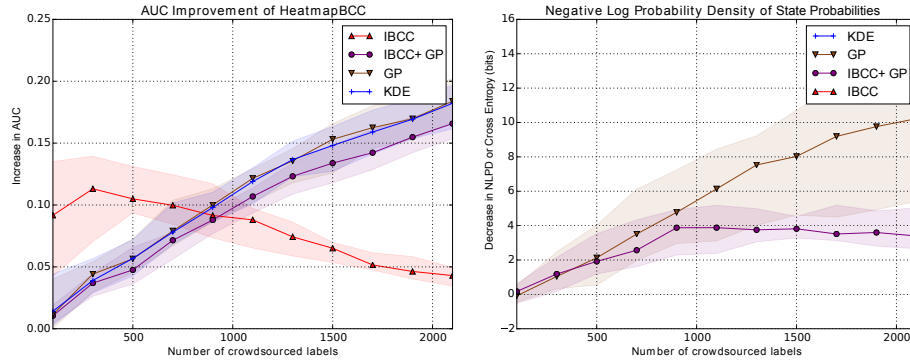 AUC Improvement of HeatmapBCC
0.25
0.20
0.15
0.10
0.05
0.00
Increase in AUC
IBCC
IBCC+ GP
GP
KDE
500
1000
1500
2000
Number of crowdsourced labels
Negative Log Probability Density of State Probabilities
16
14
12
10
8
6
4
2
0
−2
Decrease in NLPD or Cross Entropy (bits)
KDE
GP
IBCC+ GP
IBCC
500
1000
1500
2000
Number of crowdsourced labels